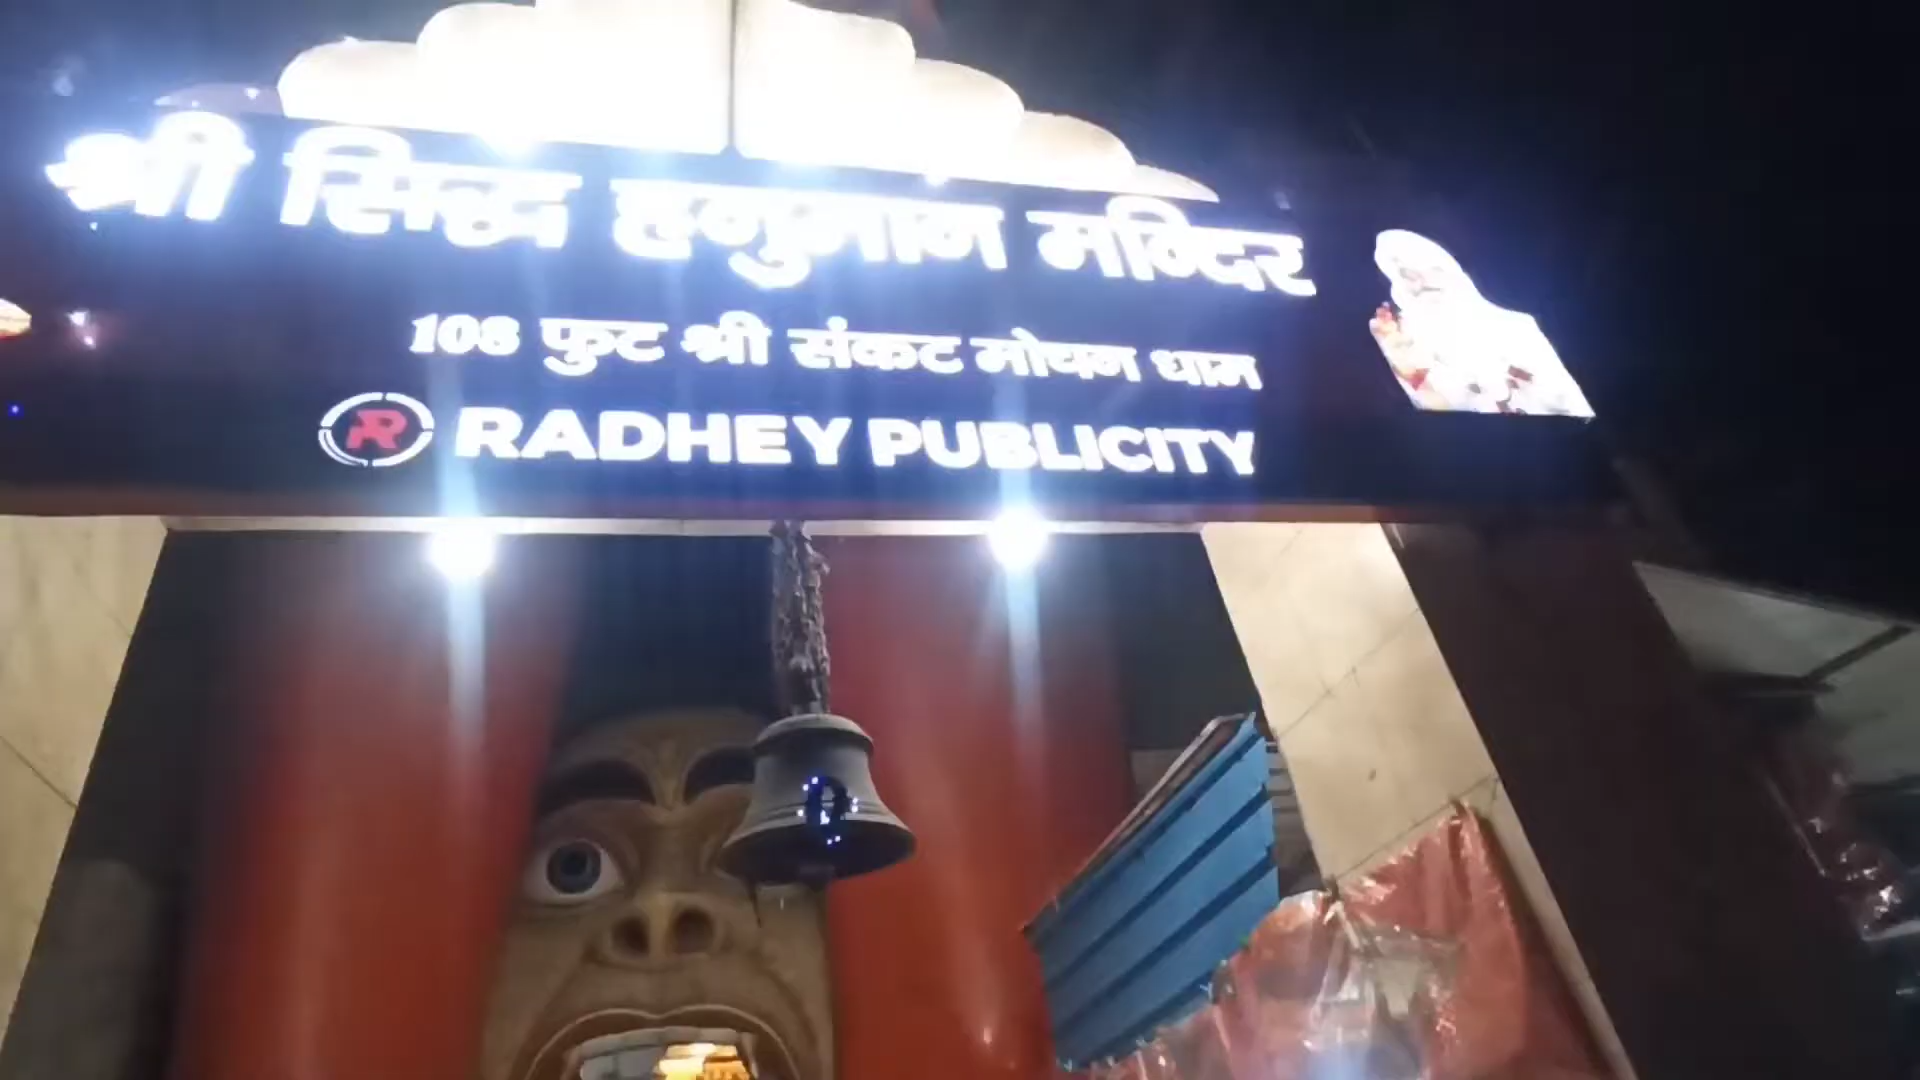 श्री सिद्ध हनुमान मन्दिर
108 फुट श्री संकट मोचन धाम
R RADHEY PUBLICITY